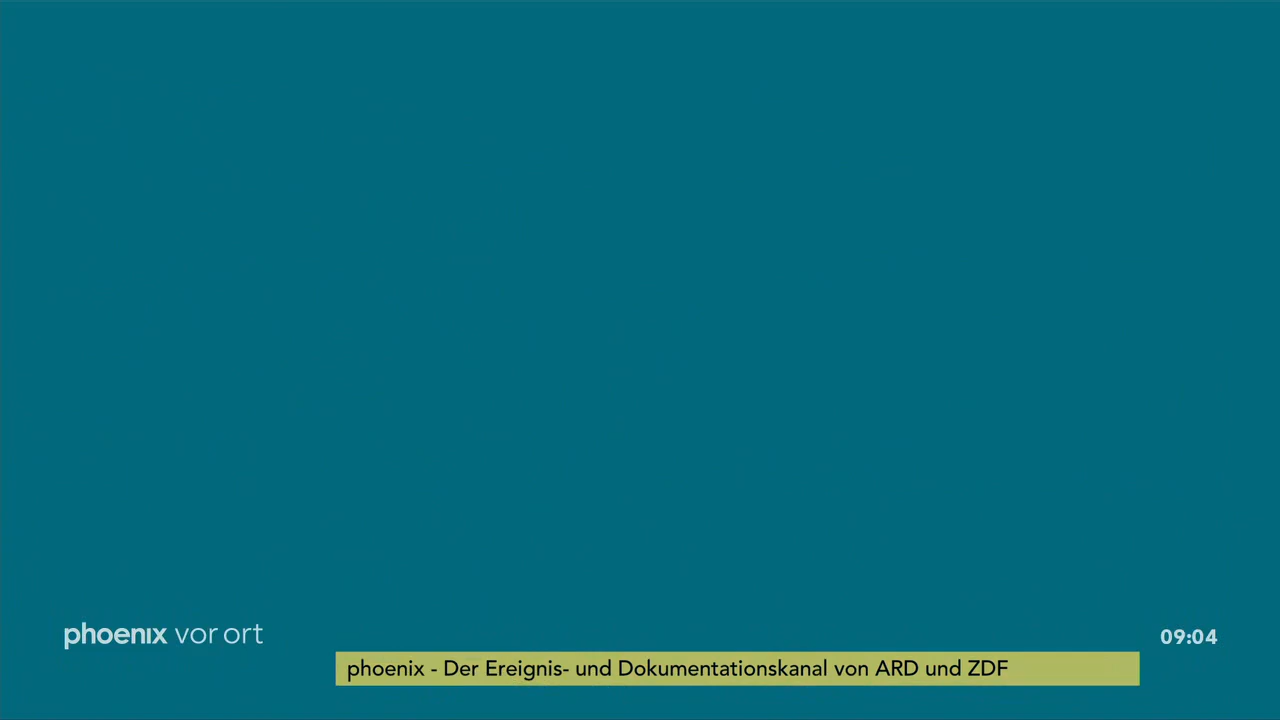 phoenix vor ort
09:04
phoenix - Der Ereignis- und Dokumentationskanal von ARD und ZDF